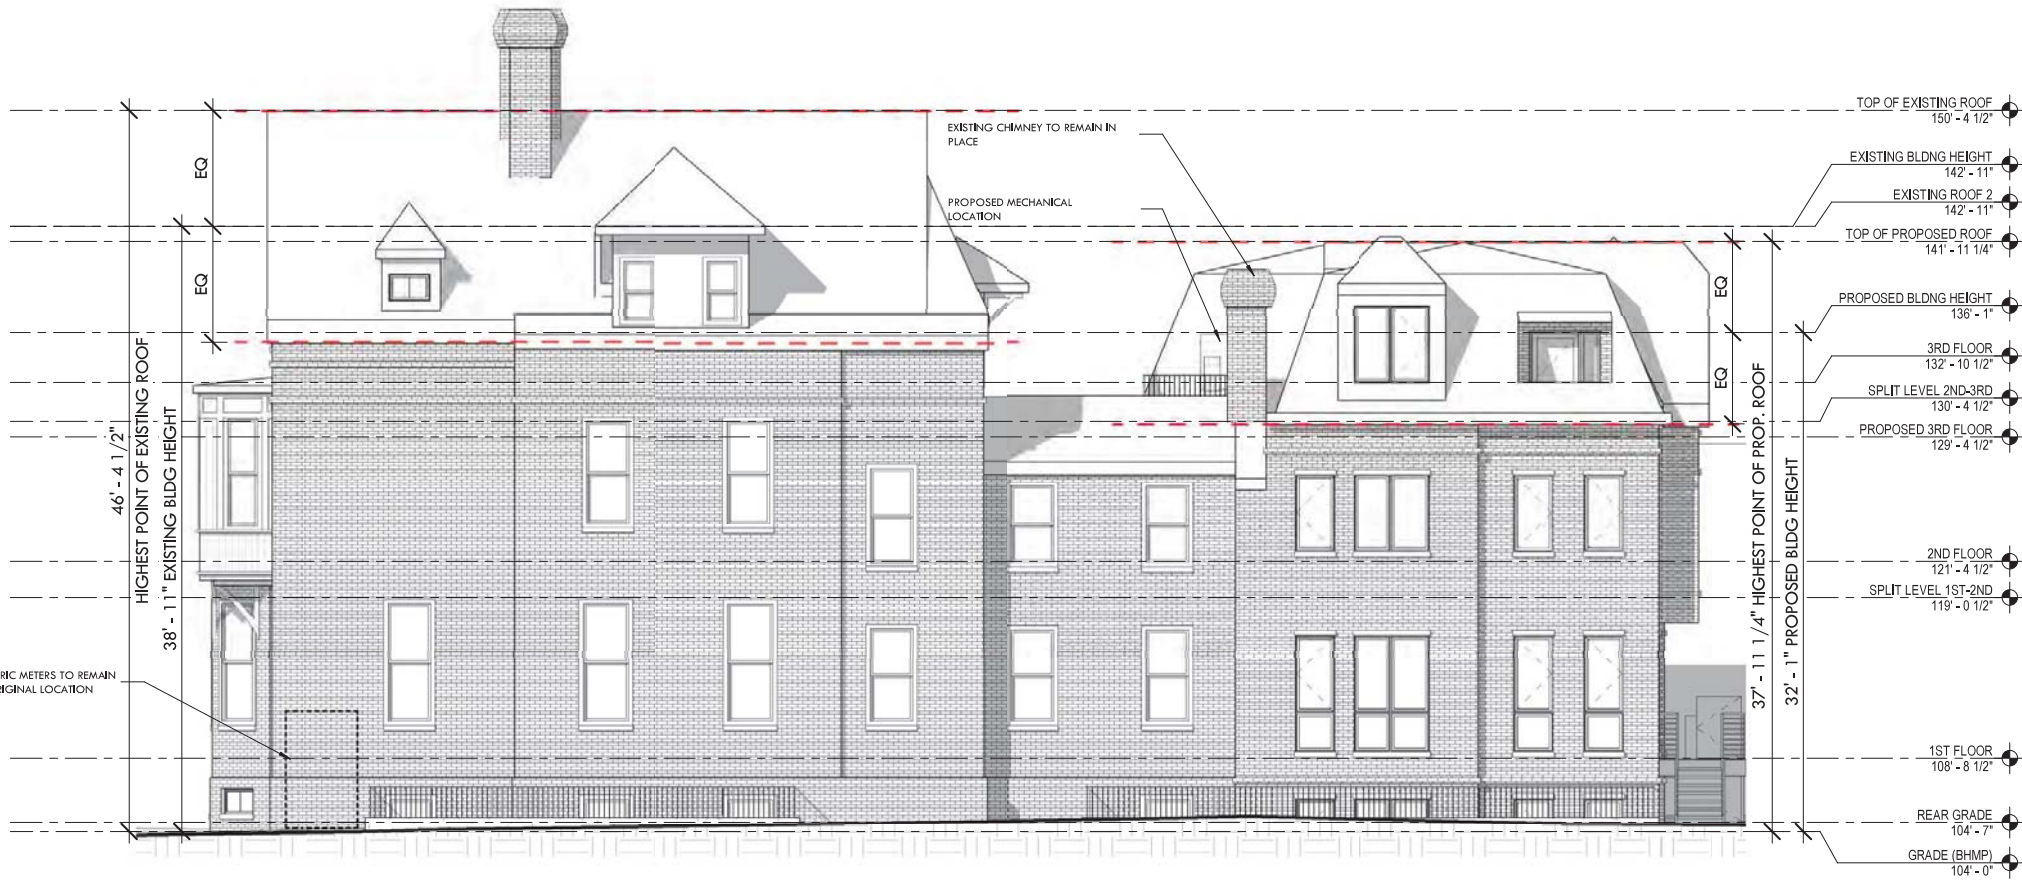 TOP OF EXISTING ROOF
150' - 4 1/2"
EXISTING BLDNG HEIGHT
142' - 11"
EXISTING ROOF 2
142' - 11"
TOP OF PROPOSED ROOF
141' - 11 1/4"
PROPOSED BLDNG HEIGHT
136' - 1"
3RD FLOOR
132' - 10 1/2"
SPLIT LEVEL 2ND-3RD
130' - 4 1/2"
PROPOSED 3RD FLOOR
129' - 4 1/2"
2ND FLOOR
121' - 4 1/2"
SPLIT LEVEL 1ST-2ND
119' - 0 1/2"
1ST FLOOR
108' - 8 1/2"
REAR GRADE
104' - 7"
GRADE (BHMP)
104' - 0"
EXISTING CHIMNEY TO REMAIN IN
PLACE
PROPOSED MECHANICAL
LOCATION
EQ
EQ
EQ
EQ
46' - 4 1/2"
HIGHEST POINT OF EXISTING ROOF
38' - 11" EXISTING BLDG HEIGHT
37' - 11 1/4" HIGHEST POINT OF PROP. ROOF
32' - 1" PROPOSED BLDG HEIGHT
RIC METERS TO REMAIN
RIGINAL LOCATION